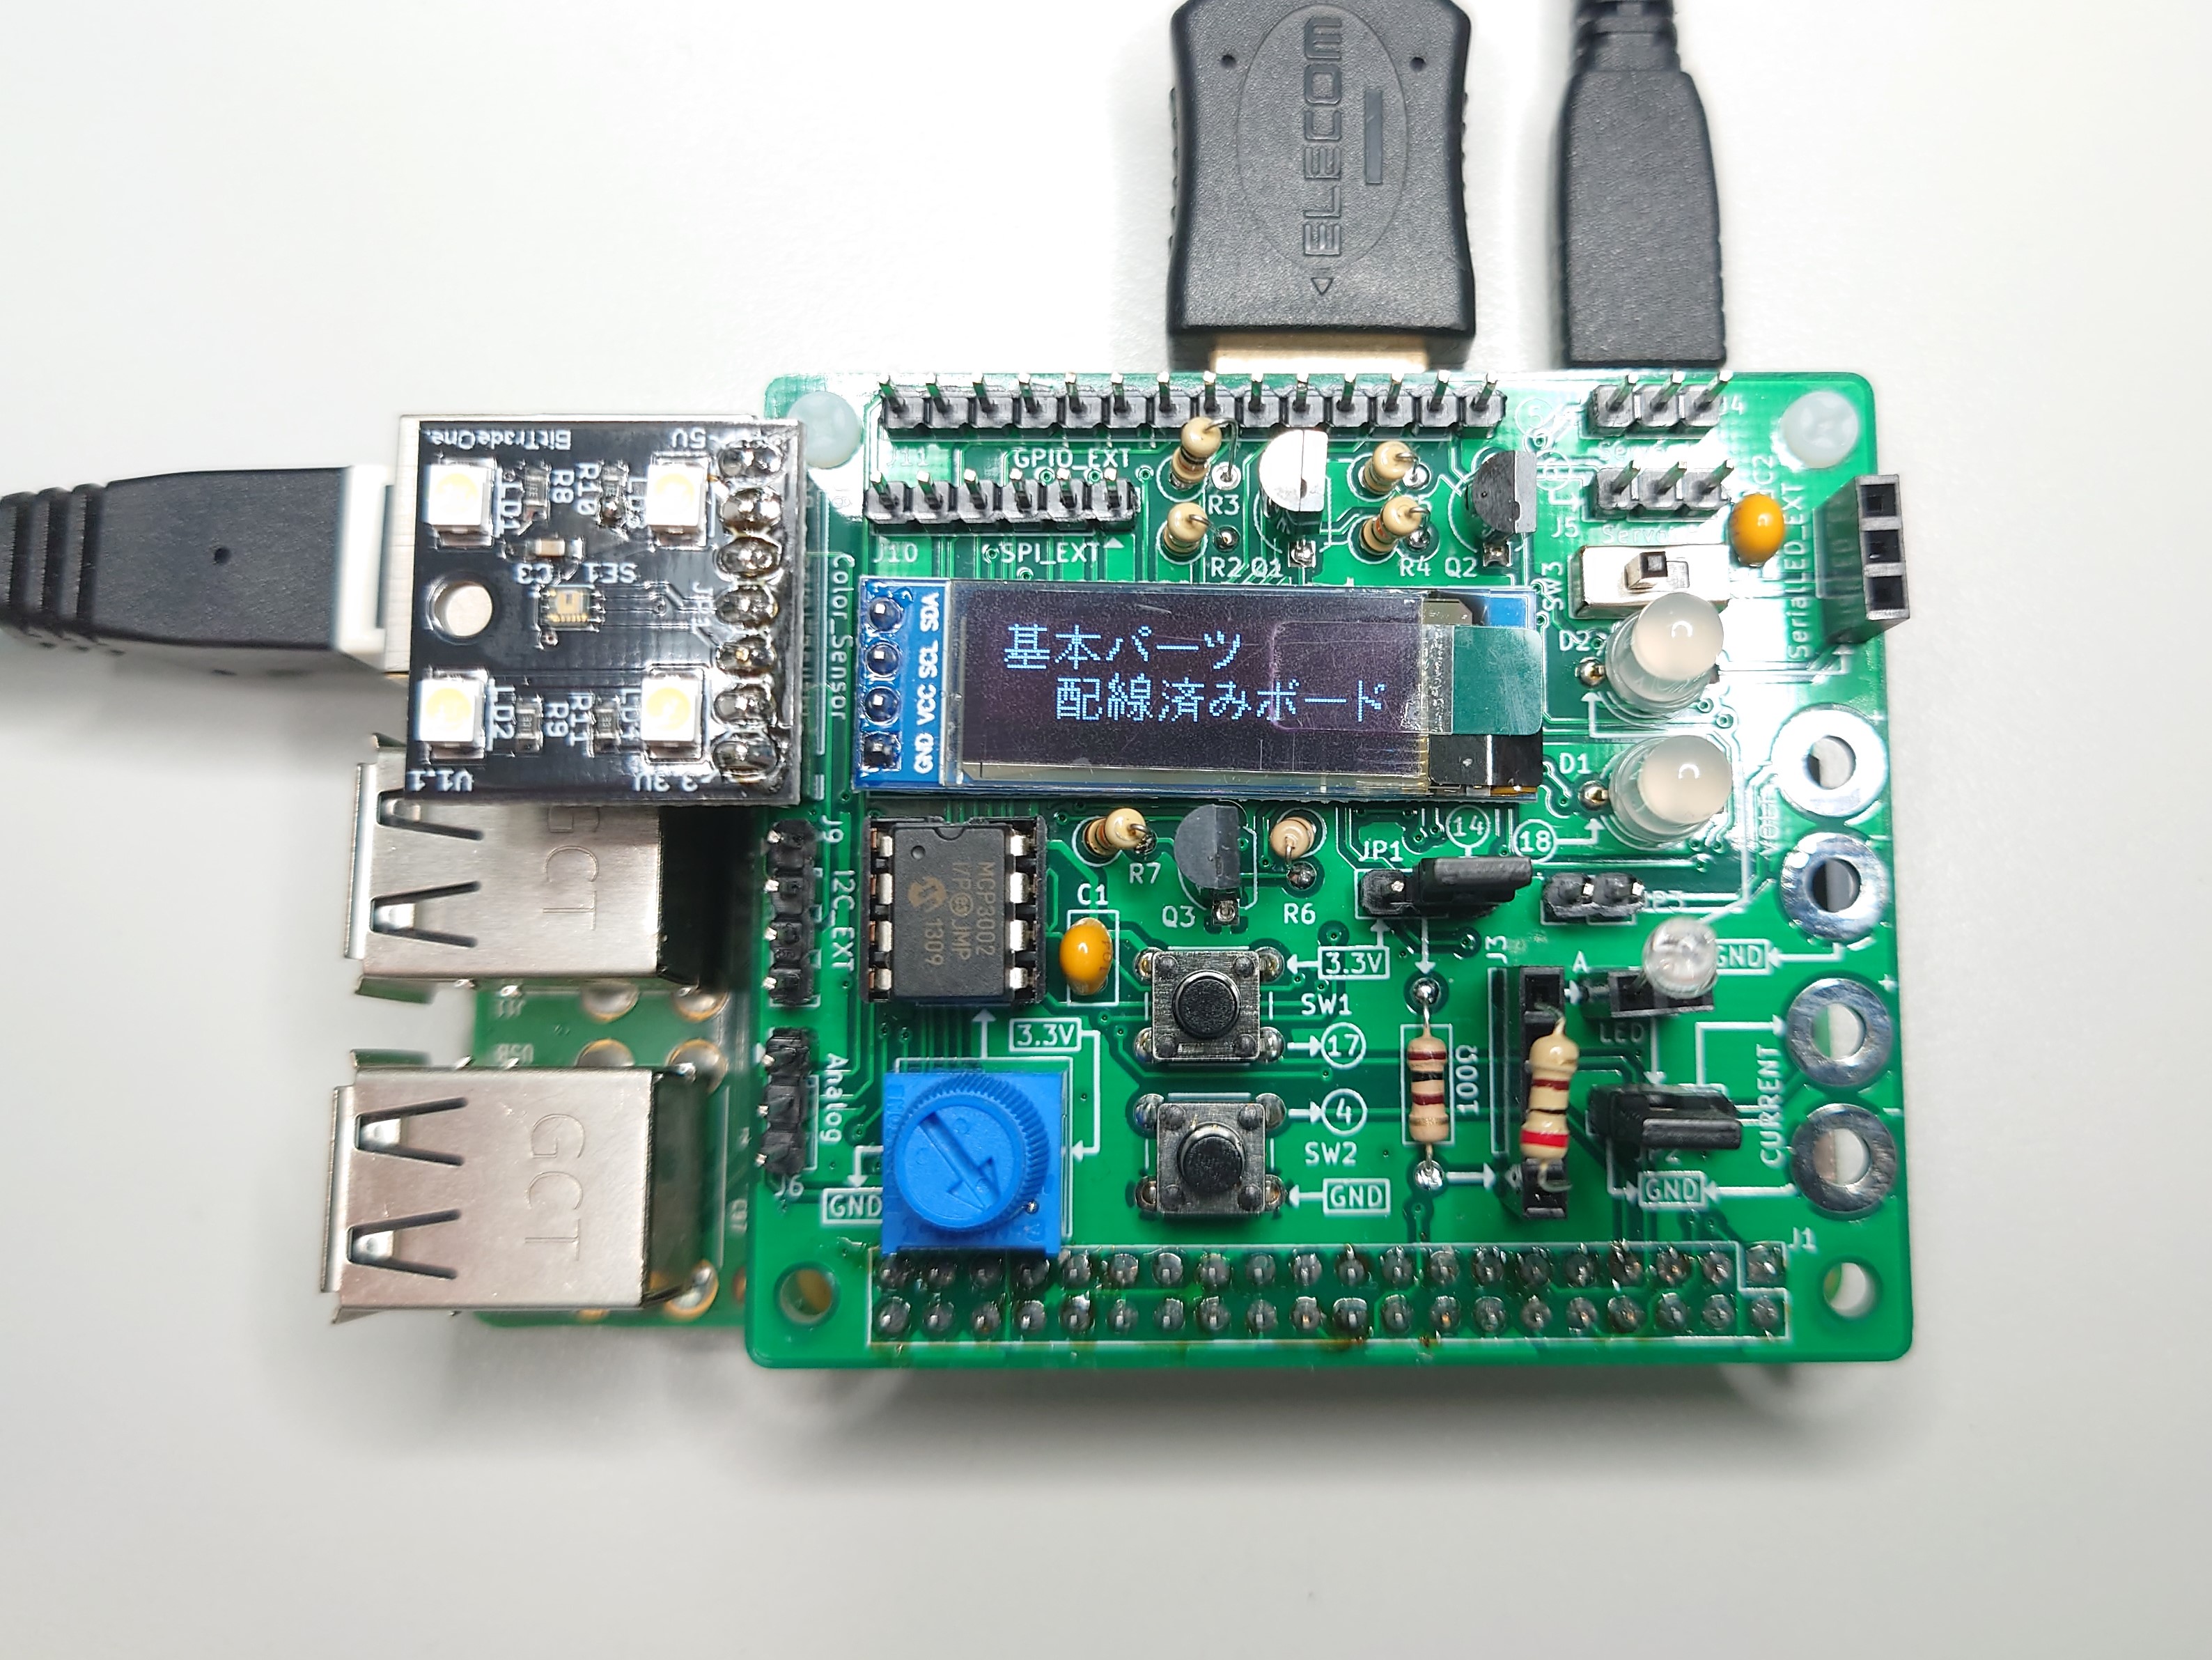 ELECOM
BitTradeOne.
5V
LD1
R8
R10
C3
SE1
LD2
R9
R11
V1.1
3.3V
Color_Sensor
J11
GPIO_EXT
J10
SPI_EXT
R3
R2
Q1
R4
Q2
J4
J5
C2
SW3
SerialLED_EXT
D2
D1
SDA
SCL
VCC
GND
基本パーツ
配線済みボード
14
18
JP1
J9
I2C_EXT
MCP3002
I/P e3 JMP
1309
C1
R7
Q3
R6
3.3V
SW1
17
4
SW2
GND
3.3V
GND
Analog
J6
J3
A
LED
100Ω
GND
CURRENT
GND
J1
GCT
GCT